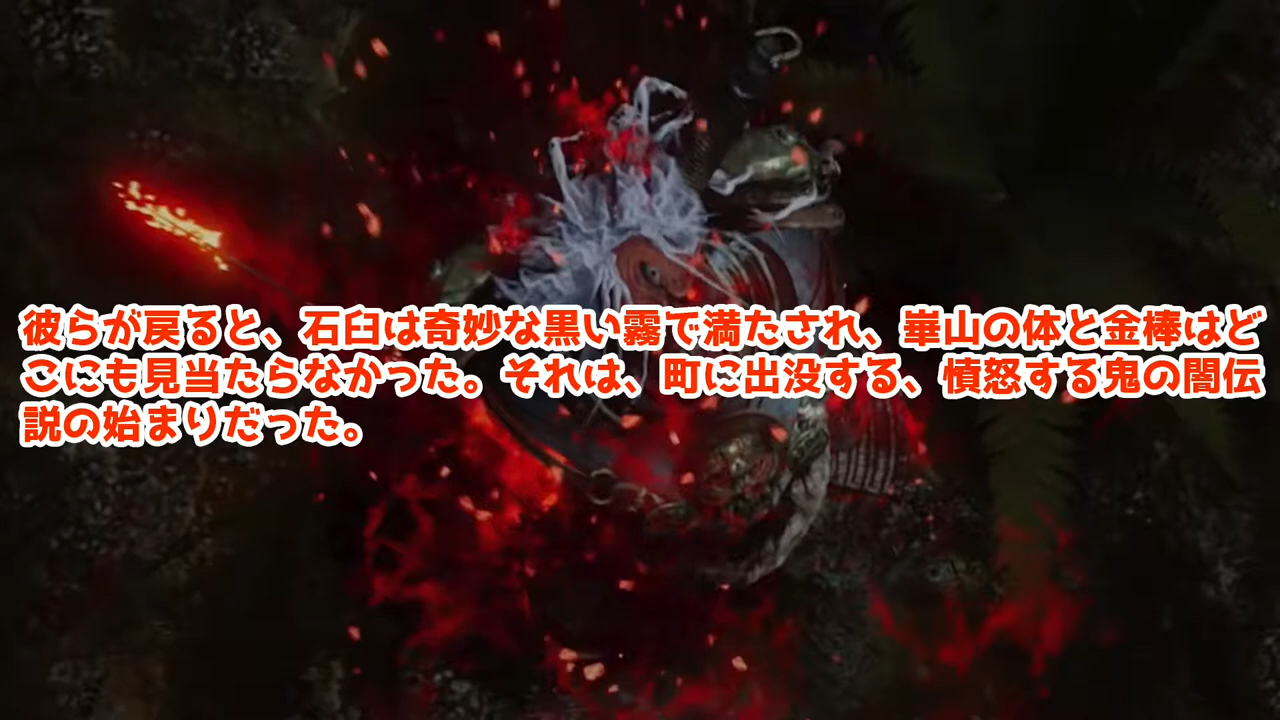 彼らが戻ると、石臼は奇妙な黒い霧で満たされ、崋山の体と金棒はど
こにも見当たらなかった。それは、町に出没する、憤怒する鬼の闇伝
説の始まりだった。